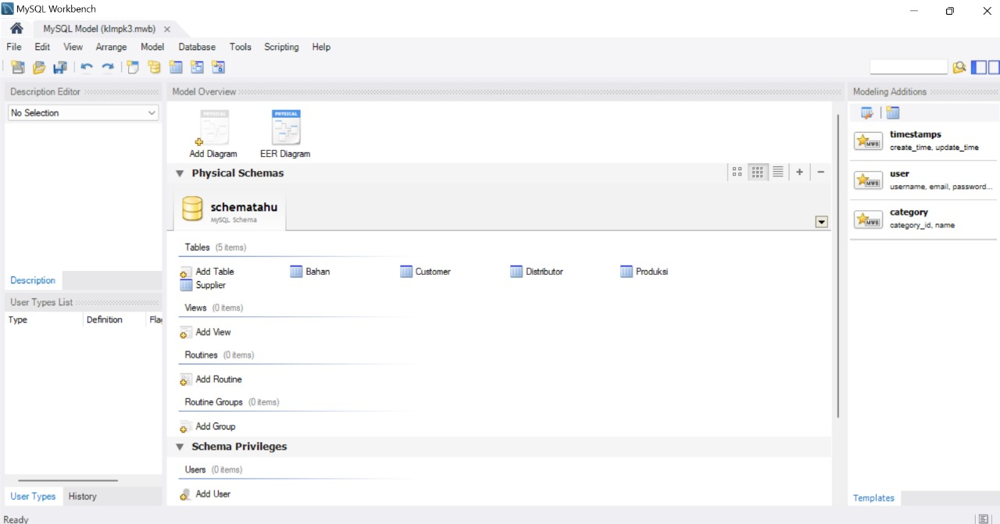 MySQL Workbench
MySQL Model (klmpk3.mwb)
File Edit View Arrange Model Database Tools Scripting Help
Description Editor
No Selection
Description
User Types List
Type Definition Flag
User Types History
Model Overview
PHYSICAL PHYSICAL
Add Diagram EER Diagram
Physical Schemas
schematahu
MySQL Schema
Tables (5 items)
Add Table Bahan Customer Distributor Produksi
Supplier
Views (0 items)
Add View
Routines (0 items)
Add Routine
Routine Groups (0 items)
Add Group
Schema Privileges
Users (0 items)
Add User
Modeling Additions
MWB
timestamps
create_time, update_time
MWB
user
username, email, password...
MWB
category
category_id, name
Templates
Ready